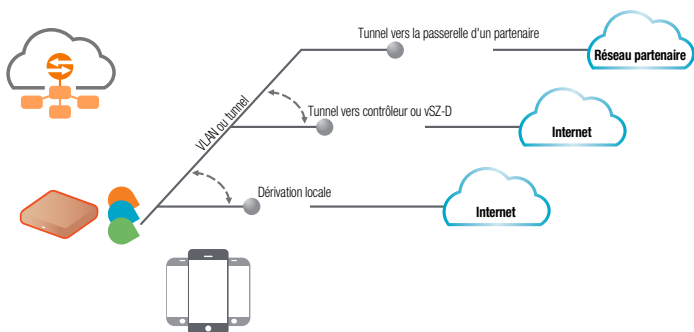 Tunnel vers la passerelle d'un partenaire
Réseau partenaire
VLAN ou tunnel
Tunnel vers contrôleur ou vSZ-D
Internet
Dérivation locale
Internet